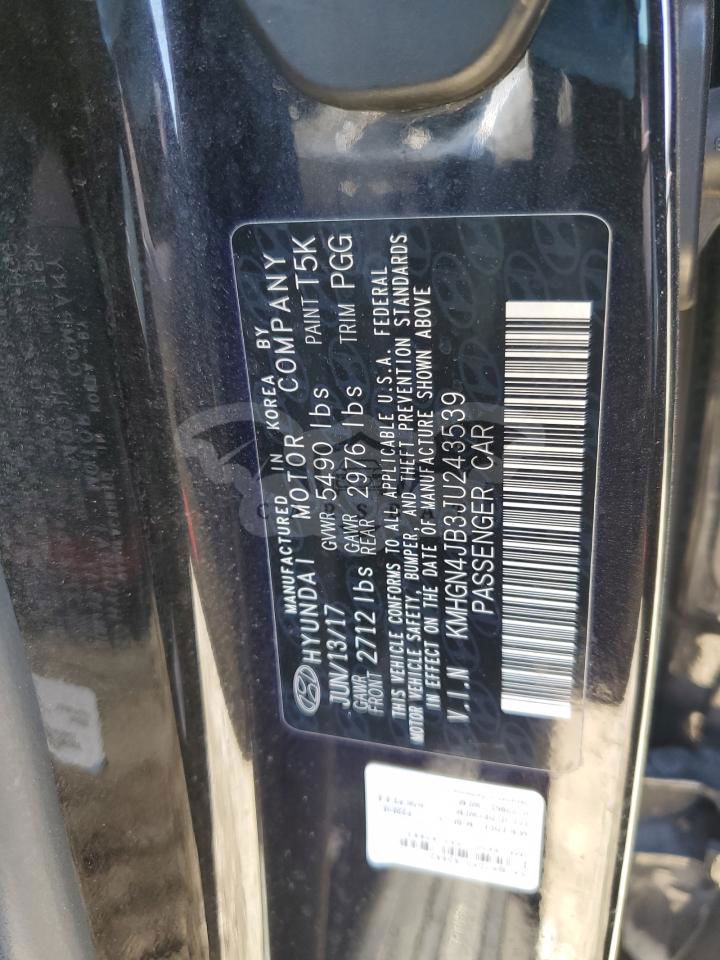 MANUFACTURED IN KOREA BY
HYUNDAI MOTOR COMPANY
JUN/13/17 GVWR 5490 lbs PAINT T5K
GAWR FRONT 2712 lbs GAWR REAR 2976 lbs TRIM PGG
THIS VEHICLE CONFORMS TO ALL APPLICABLE U.S.A. FEDERAL
MOTOR VEHICLE SAFETY, BUMPER, AND THEFT PREVENTION STANDARDS
IN EFFECT ON THE DATE OF MANUFACTURE SHOWN ABOVE
V.I.N KMHGN4JB3JU243539
PASSENGER CAR